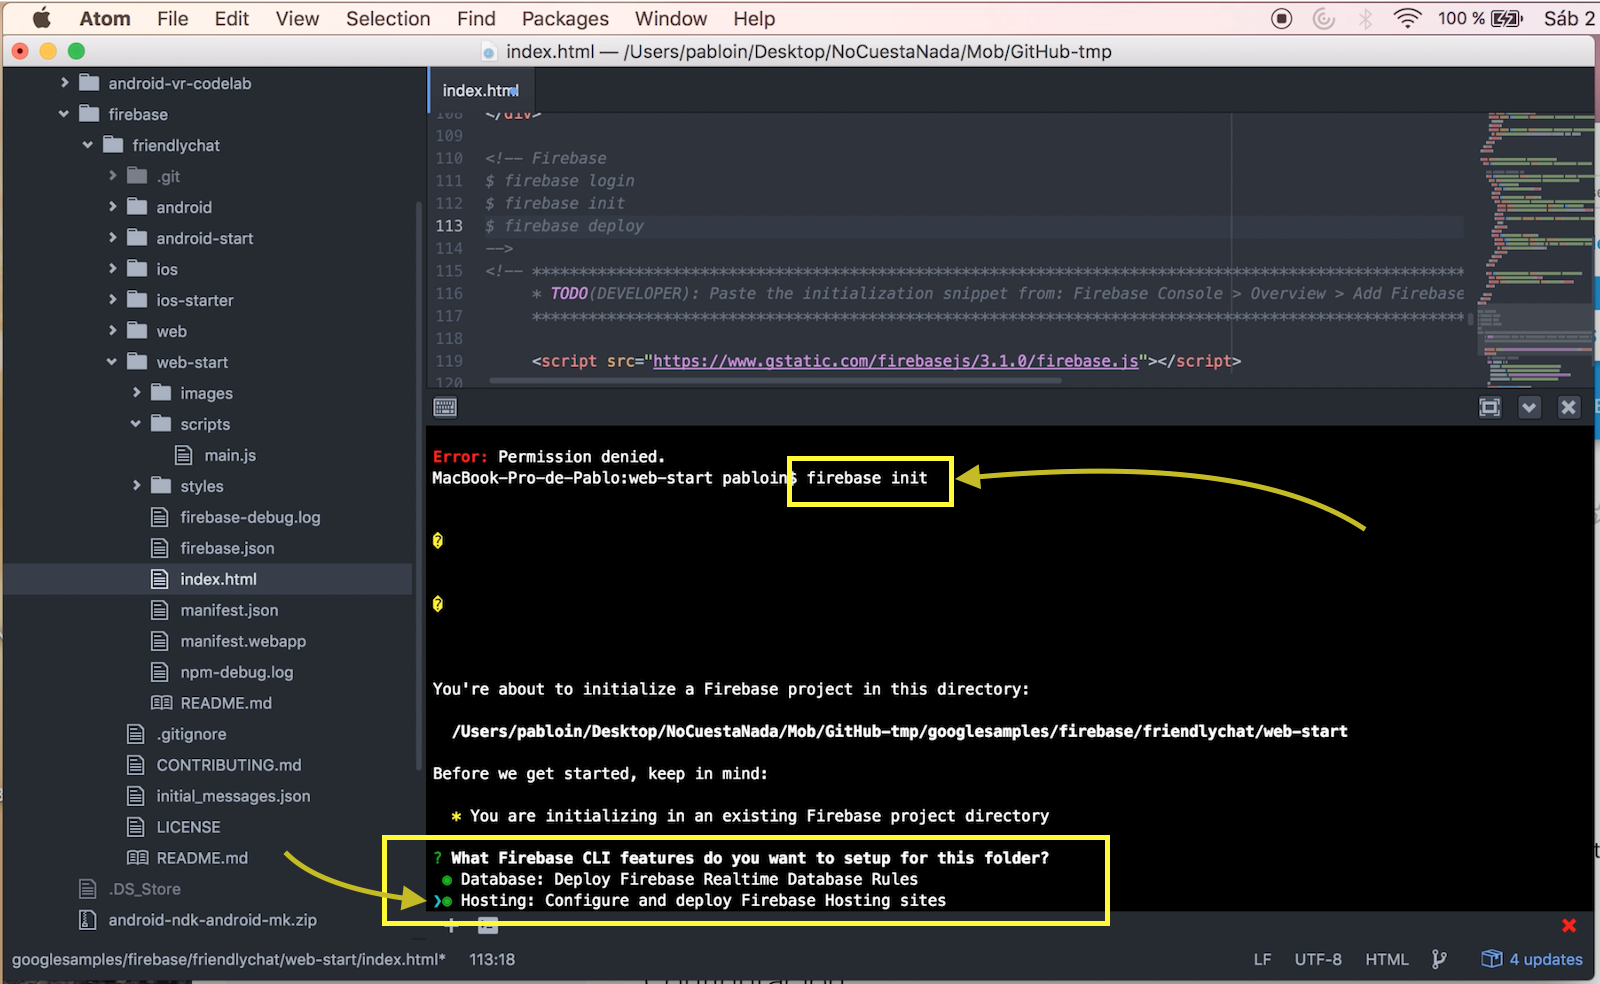 Atom File Edit View Selection Find Packages Window Help 100 % Sáb 2
index.html — /Users/pabloin/Desktop/NoCuestaNada/Mob/GitHub-tmp
android-vr-codelab
firebase
friendlychat
.git
android
android-start
ios
ios-starter
web
web-start
images
scripts
main.js
styles
firebase-debug.log
firebase.json
index.html
manifest.json
manifest.webapp
npm-debug.log
README.md
.gitignore
CONTRIBUTING.md
initial_messages.json
LICENSE
README.md
.DS_Store
android-ndk-android-mk.zip
index.html
108 </div>
109
110 <!-- Firebase
111 $ firebase login
112 $ firebase init
113 $ firebase deploy
114 -->
115 <!-- ***************************************************************************************************
116 * TODO(DEVELOPER): Paste the initialization snippet from: Firebase Console > Overview > Add Firebase
117 ***************************************************************************************************
118
119 <script src="https://www.gstatic.com/firebasejs/3.1.0/firebase.js"></script>
120
Error: Permission denied.
MacBook-Pro-de-Pablo:web-start pabloin$ firebase init
?
?
You're about to initialize a Firebase project in this directory:
/Users/pabloin/Desktop/NoCuestaNada/Mob/GitHub-tmp/googlesamples/firebase/friendlychat/web-start
Before we get started, keep in mind:
* You are initializing in an existing Firebase project directory
? What Firebase CLI features do you want to setup for this folder?
◉ Database: Deploy Firebase Realtime Database Rules
❯◉ Hosting: Configure and deploy Firebase Hosting sites
googlesamples/firebase/friendlychat/web-start/index.html* 113:18 LF UTF-8 HTML 4 updates